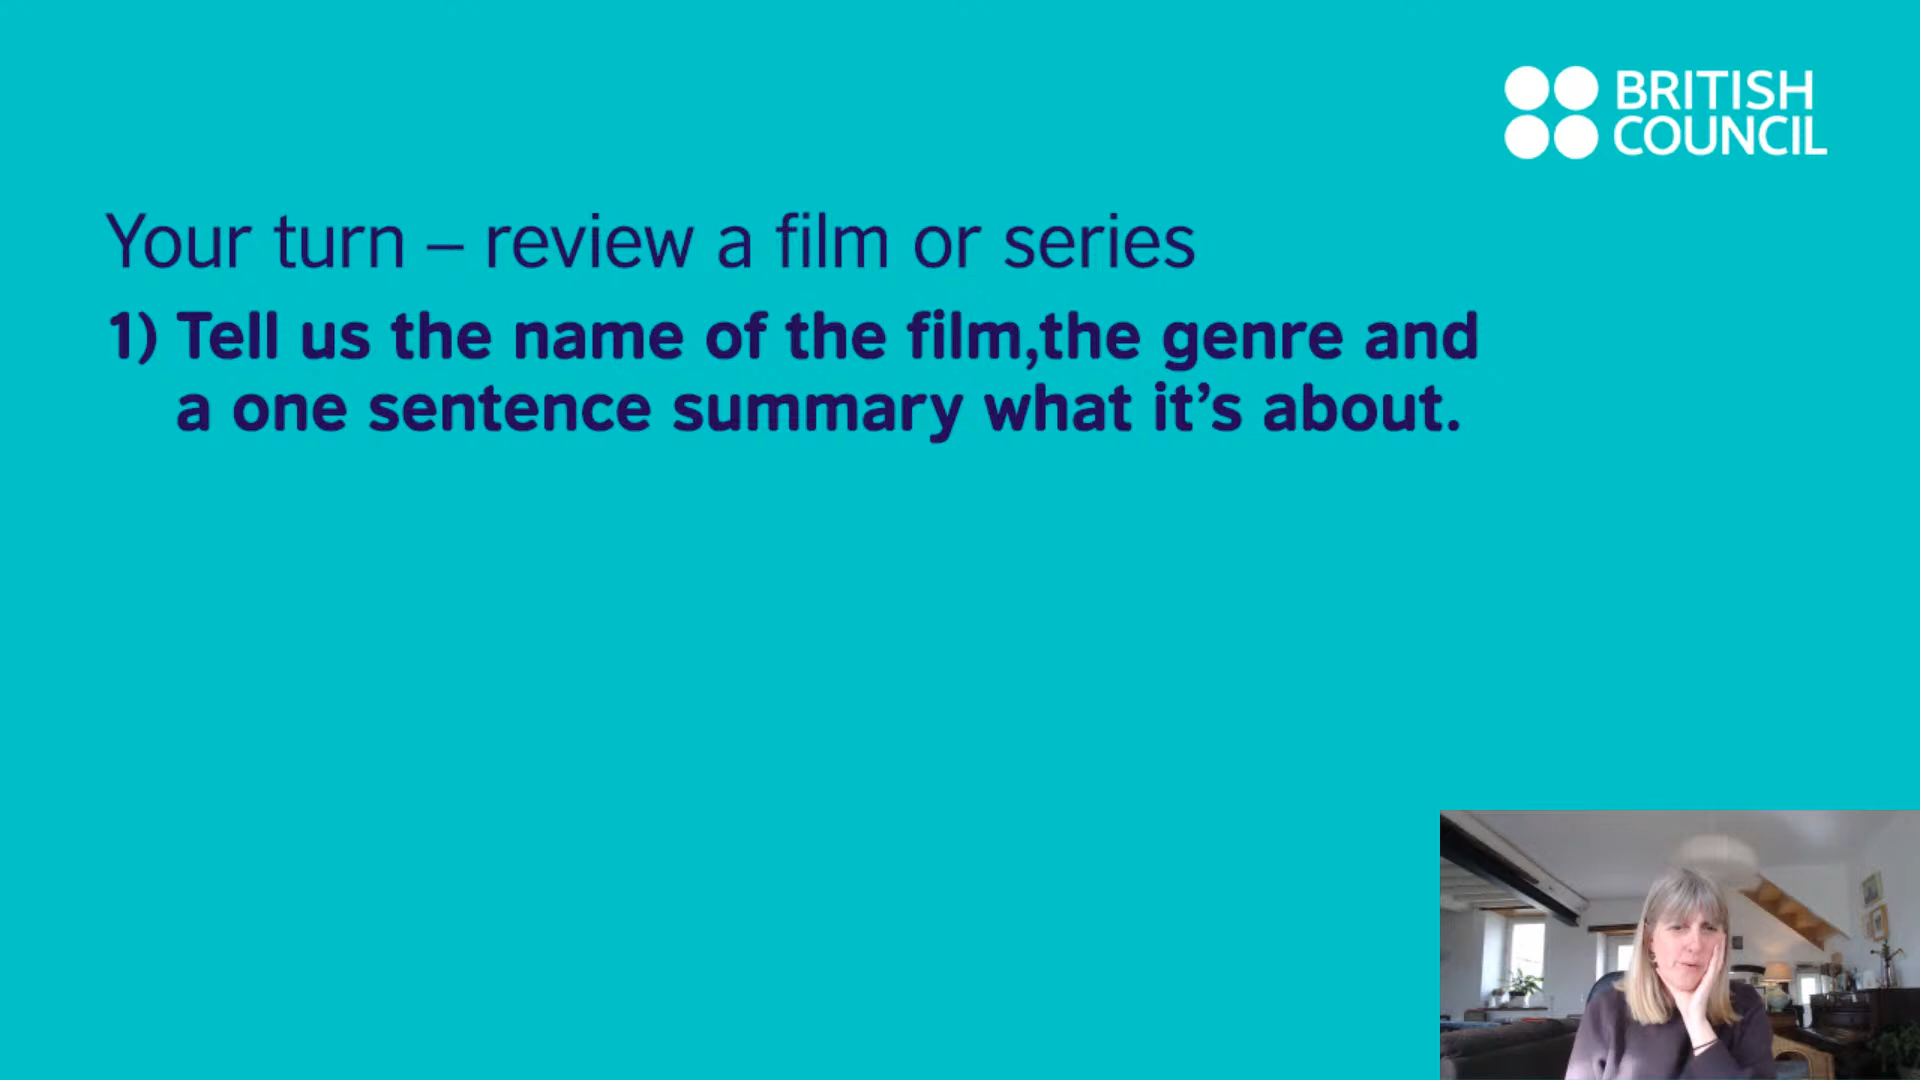 BRITISH
COUNCIL
Your turn – review a film or series
1) Tell us the name of the film,the genre and
a one sentence summary what it’s about.